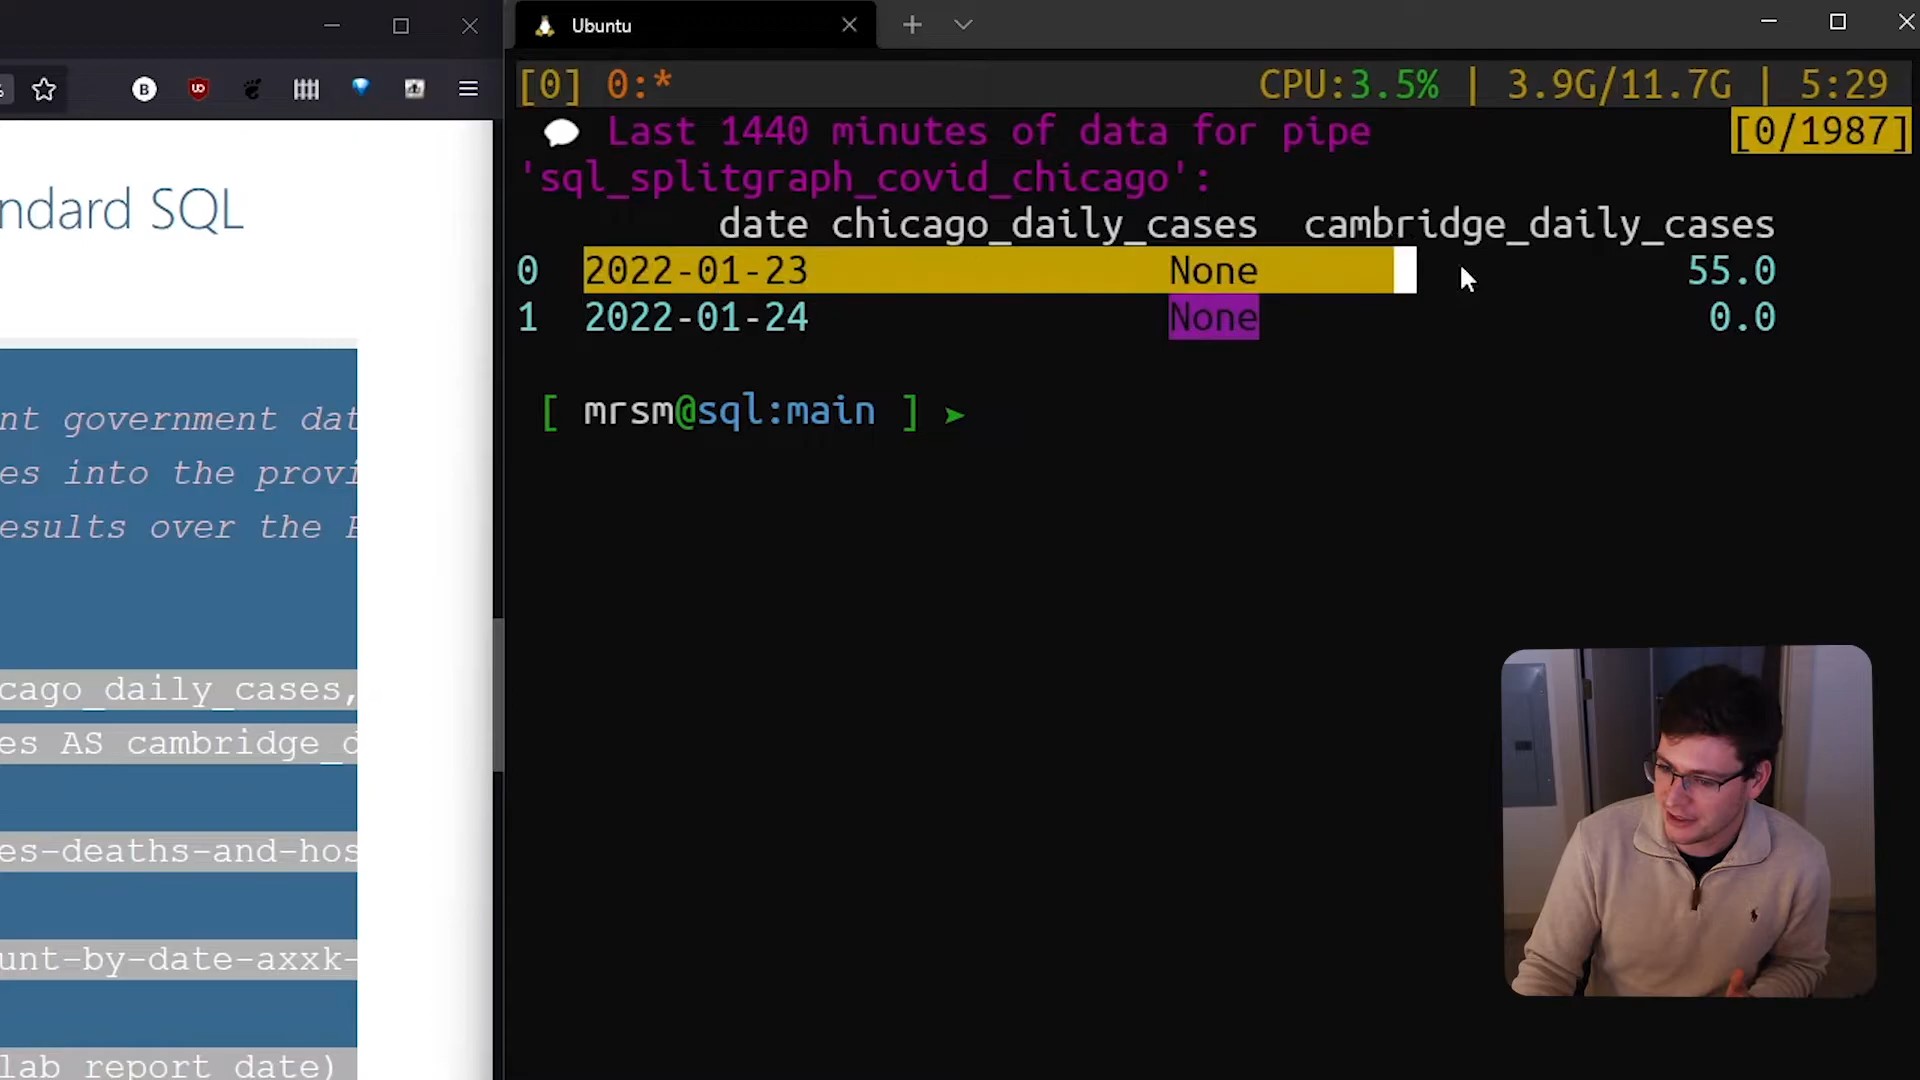 Ubuntu
[0] 0:* CPU:3.5% | 3.9G/11.7G | 5:29
Last 1440 minutes of data for pipe [0/1987]
'sql_splitgraph_covid_chicago':
date chicago_daily_cases cambridge_daily_cases
0 2022-01-23 None 55.0
1 2022-01-24 None 0.0
[ mrsm@sql:main ] ➤
ndard SQL
nt government dat
es into the provi
esults over the P
cago_daily_cases,
es AS cambridge_d
es-deaths-and-hos
unt-by-date-axxk-
lab_report_date)